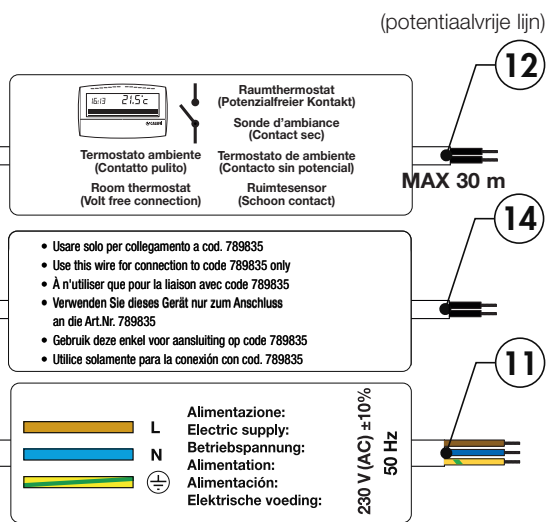 (potentiaalvrije lijn)
12
16:13 21.5°c
Raumthermostat
(Potenzialfreier Kontakt)
Sonde d'ambiance
(Contact sec)
Termostato ambiente
(Contatto pulito)
Termostato de ambiente
(Contacto sin potencial)
Room thermostat
(Volt free connection)
Ruimtesensor
(Schoon contact)
MAX 30 m
14
• Usare solo per collegamento a cod. 789835
• Use this wire for connection to code 789835 only
• À n'utiliser que pour la liaison avec code 789835
• Verwenden Sie dieses Gerät nur zum Anschluss
an die Art.Nr. 789835
• Gebruik deze enkel voor aansluiting op code 789835
• Utilice solamente para la conexión con cod. 789835
11
L
N
Alimentazione:
Electric supply:
Betriebspannung:
Alimentation:
Alimentación:
Elektrische voeding:
230 V (AC) ±10%
50 Hz